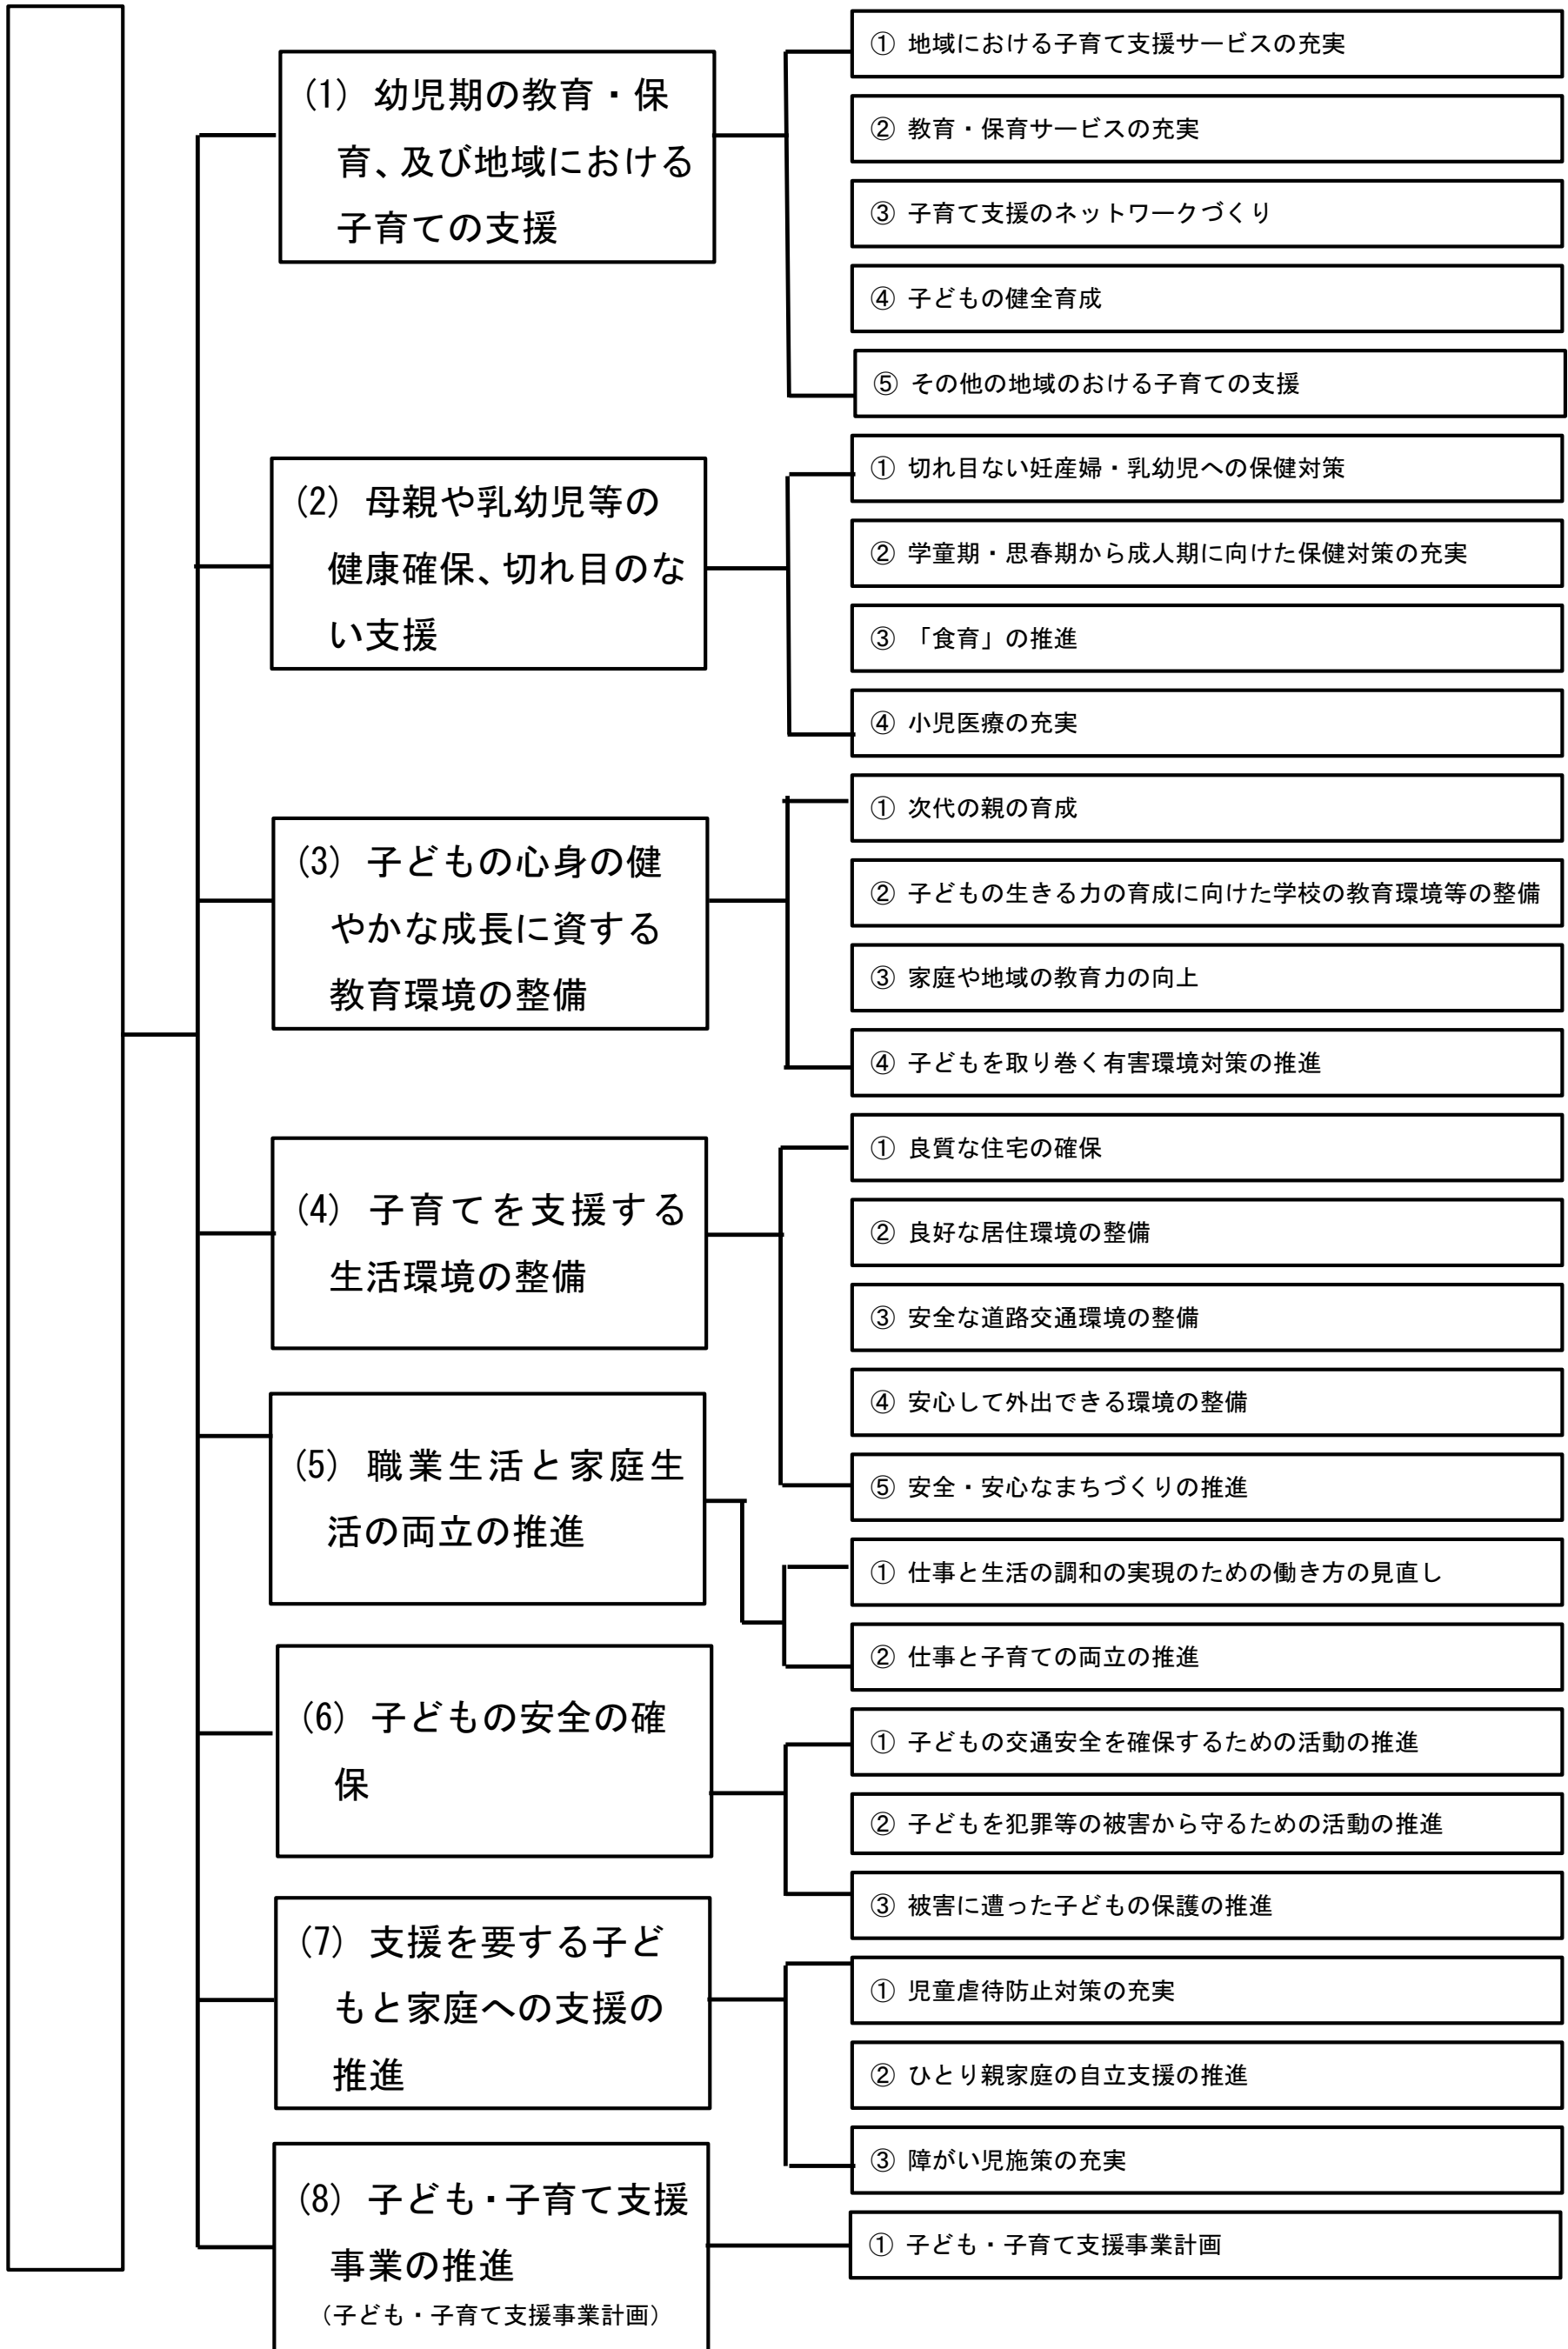 (1) 幼児期の教育・保
育、及び地域における
子育ての支援
① 地域における子育て支援サービスの充実
② 教育・保育サービスの充実
③ 子育て支援のネットワークづくり
④ 子どもの健全育成
⑤ その他の地域のおける子育ての支援
(2) 母親や乳幼児等の
健康確保、切れ目のな
い支援
① 切れ目ない妊産婦・乳幼児への保健対策
② 学童期・思春期から成人期に向けた保健対策の充実
③ 「食育」の推進
④ 小児医療の充実
(3) 子どもの心身の健
やかな成長に資する
教育環境の整備
① 次代の親の育成
② 子どもの生きる力の育成に向けた学校の教育環境等の整備
③ 家庭や地域の教育力の向上
④ 子どもを取り巻く有害環境対策の推進
(4) 子育てを支援する
生活環境の整備
① 良質な住宅の確保
② 良好な居住環境の整備
③ 安全な道路交通環境の整備
④ 安心して外出できる環境の整備
⑤ 安全・安心なまちづくりの推進
(5) 職業生活と家庭生
活の両立の推進
① 仕事と生活の調和の実現のための働き方の見直し
② 仕事と子育ての両立の推進
(6) 子どもの安全の確
保
① 子どもの交通安全を確保するための活動の推進
② 子どもを犯罪等の被害から守るための活動の推進
③ 被害に遭った子どもの保護の推進
(7) 支援を要する子ど
もと家庭への支援の
推進
① 児童虐待防止対策の充実
② ひとり親家庭の自立支援の推進
③ 障がい児施策の充実
(8) 子ども・子育て支援
事業の推進
（子ども・子育て支援事業計画）
① 子ども・子育て支援事業計画